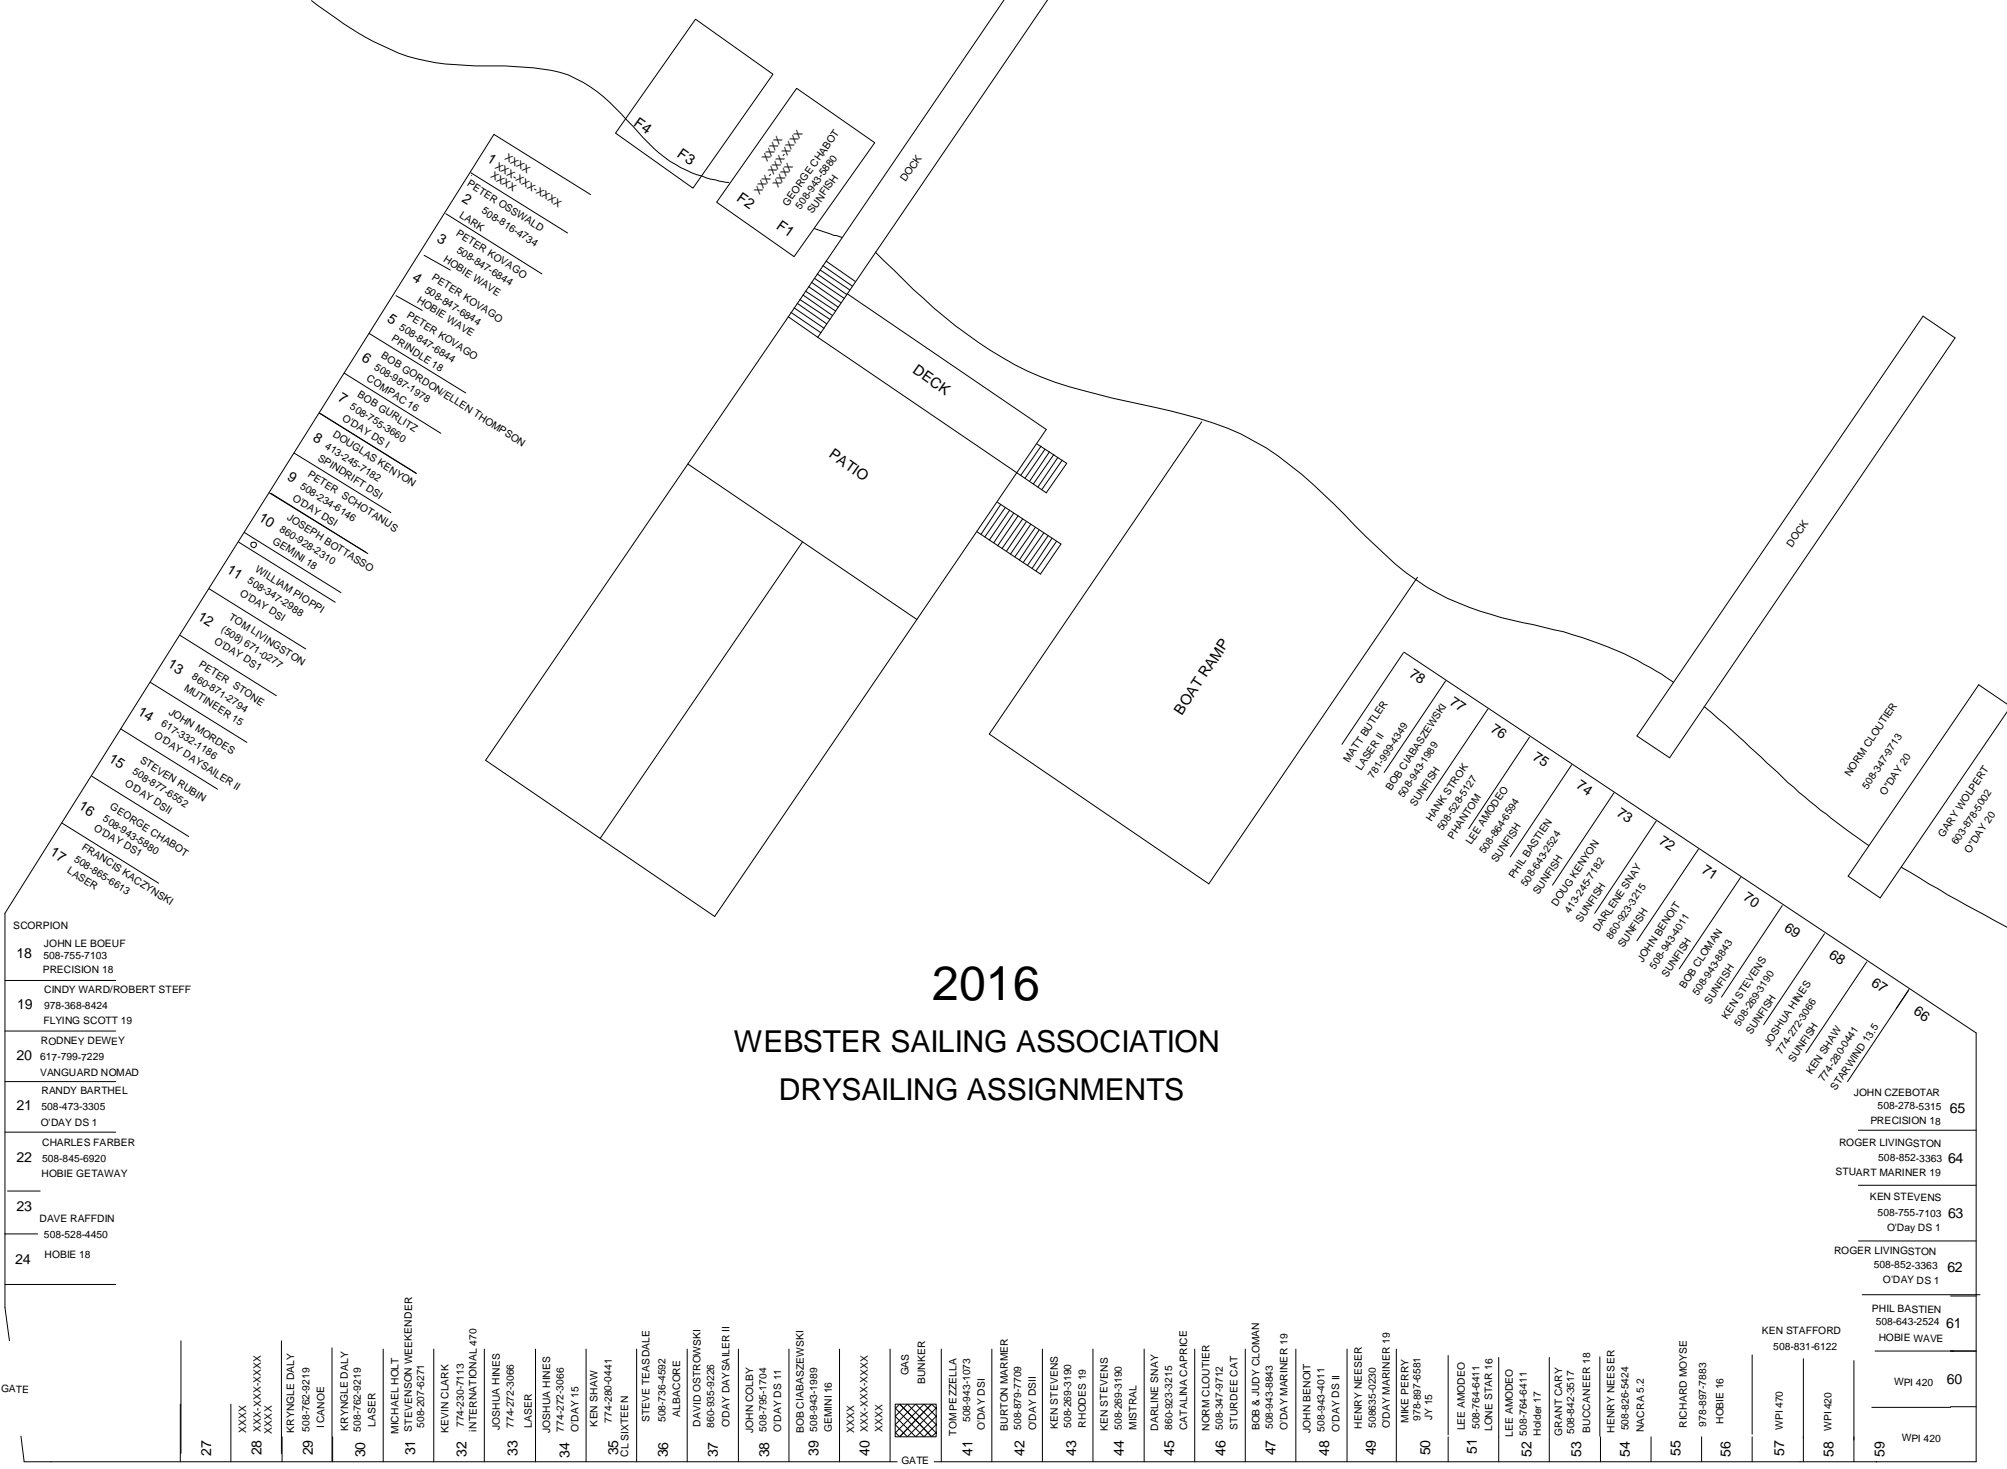 F4
F3
F2
XXXX
XXX-XXX-XXXX
XXXX
F1
GEORGE CHABOT
508-943-5880
SUNFISH
DOCK
1
XXXX
XXX-XXX-XXXX
XXXX
2
PETER OSSWALD
508-816-4734
LARK
3
PETER KOVAGO
508-847-6844
HOBIE WAVE
4
PETER KOVAGO
508-847-6844
HOBIE WAVE
5
PETER KOVAGO
508-847-6844
PRINDLE 18
6
BOB GORDON/ELLEN THOMPSON
508-987-1978
COMPAC 16
7
BOB GURLITZ
508-755-3660
O'DAY DS I
8
DOUGLAS KENYON
413-245-7182
SPINDRIFT DSI
9
PETER SCHOTANUS
508-234-6146
O'DAY DSI
10
JOSEPH BOTTASSO
860-928-2310
GEMINI 18
11
WILLIAM PIOPPI
508-347-2988
O'DAY DSI
12
TOM LIVINGSTON
(508) 671-0277
O'DAY DS1
13
PETER STONE
860-871-2794
MUTINEER 15
14
JOHN MORDES
617-332-1186
O'DAY DAYSAILER II
15
STEVEN RUBIN
508-877-6552
O'DAY DSII
16
GEORGE CHABOT
508-943-5880
O'DAY DS1
17
FRANCIS KACZYNSKI
508-865-6613
LASER
DECK
PATIO
BOAT RAMP
DOCK
NORM CLOUTIER
508-347-9713
O"DAY 20
GARY WOLPERT
603-878-5002
O"DAY 20
2016
WEBSTER SAILING ASSOCIATION
DRYSAILING ASSIGNMENTS
SCORPION
18
JOHN LE BOEUF
508-755-7103
PRECISION 18
19
CINDY WARD/ROBERT STEFF
978-368-8424
FLYING SCOTT 19
20
RODNEY DEWEY
617-799-7229
VANGUARD NOMAD
21
RANDY BARTHEL
508-473-3305
O'DAY DS 1
22
CHARLES FARBER
508-845-6920
HOBIE GETAWAY
23
DAVE RAFFDIN
508-528-4450
24
HOBIE 18
GATE
27
28
XXXX
XXX-XXX-XXXX
XXXX
29
KRYNGLE DALY
508-762-9219
I CANOE
30
KRYNGLE DALY
508-762-9219
LASER
31
MICHAEL HOLT
STEVENSON WEEKENDER
508-207-6271
32
KEVIN CLARK
774-230-7113
iNTERNATIONAL 470
33
JOSHUA HINES
774-272-3066
LASER
34
JOSHUA HINES
774-272-3066
O'DAY 15
35
KEN SHAW
774-280-0441
CL SIXTEEN
36
STEVE TEASDALE
508-736-4592
ALBACORE
37
DAVID OSTROWSKI
860-935-9226
O'DAY DAYSAILER II
38
JOHN COLBY
508-795-1704
O'DAY DS 11
39
BOB CIABASZEWSKI
508-943-1989
GEMINI 16
40
XXXX
XXX-XXX-XXXX
XXXX
GAS
BUNKER
GATE
41
TOM PEZZELLA
508-943-1073
O'DAY DSI
42
BURTON MARMER
508-879-7709
O'DAY DSII
43
KEN STEVENS
508-269-3190
RHODES 19
44
KEN STEVENS
508-269-3190
MISTRAL
45
DARLINE SNAY
860-923-3215
CATALINA CAPRICE
46
NORM CLOUTIER
508-347-9712
STURDEE CAT
47
BOB & JUDY CLOMAN
508-943-8843
O'DAY MARINER 19
48
JOHN BENOIT
508-943-4011
O'DAY DS II
49
HENRY NEESER
508635-0230
O'DAY MARINER 19
50
MIKE PERRY
978-897-6581
JY 15
51
LEE AMODEO
508-764-6411
LONE STAR 16
52
LEE AMODEO
508-764-6411
Holder 17
53
GRANT CARY
508-842-3517
BUCCANEER 18
54
HENRY NEESER
508-826-5424
NACRA 5.2
55
RICHARD MOYSE
978-897-7883
56
HOBIE 16
57
WPI 470
KEN STAFFORD
508-831-6122
58
WPI 420
59
WPI 420
60
WPI 420
PHIL BASTIEN
508-643-2524 61
HOBIE WAVE
ROGER LIVINGSTON
508-852-3363 62
O'DAY DS 1
KEN STEVENS
508-755-7103 63
O'Day DS 1
ROGER LIVINGSTON
508-852-3363 64
STUART MARINER 19
JOHN CZEBOTAR
508-278-5315 65
PRECISION 18
66
67
KEN SHAW
774-280-0441
STARWIND 13.5
68
JOSHUA HINES
774-272-3066
SUNFISH
69
KEN STEVENS
508-269-3190
SUNFISH
70
BOB CLOMAN
508-943-8843
SUNFISH
71
JOHN BENOIT
508-943-4011
SUNFISH
72
DARLENE SNAY
860-923-3215
SUNFISH
73
DOUG KENYON
413-245-7182
SUNFISH
74
PHIL BASTIEN
508-643-2524
SUNFISH
75
LEE AMODEO
508-864-6594
SUNFISH
76
HANK STROK
508-528-5127
PHANTOM
77
BOB CIABASZEWSKI
508-943-1989
SUNFISH
78
MATT BUTLER
LASER II
781-999-4349